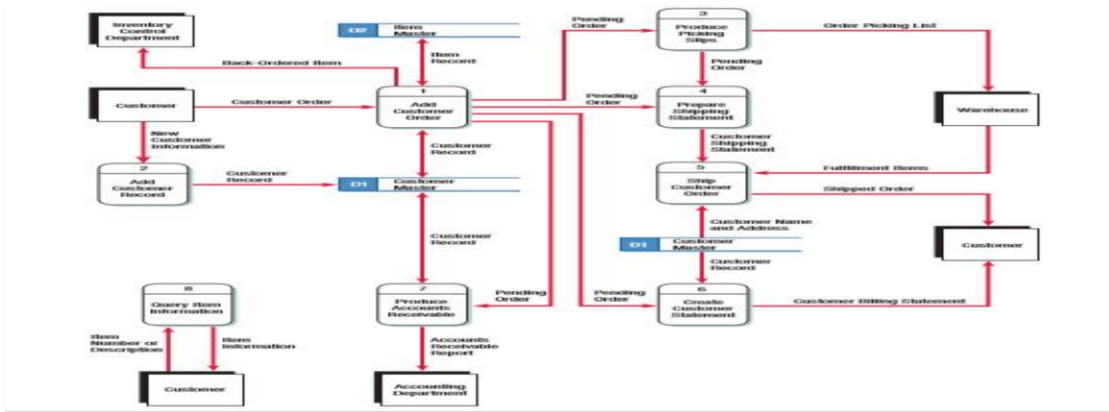 Inventory
Control
Department
D2
Item
Master
Pending
Order
3
Produce
Picking
Slips
Order Picking List
Back-Ordered Item
Item
Record
Pending
Order
Customer
Customer Order
1
Add
Customer
Order
Pending
Order
4
Prepare
Shipping
Statement
Warehouse
New
Customer
Information
Customer
Record
Customer
Shipping
Statement
2
Add
Customer
Record
Customer
Record
D1
Customer
Master
5
Ship
Customer
Order
Fulfillment Items
Shipped Order
Customer
Record
Customer Name
and Address
D1
Customer
Master
Customer
Customer
Record
8
Query Item
Information
7
Produce
Accounts
Receivable
Pending
Order
Pending
Order
6
Create
Customer
Statement
Customer Billing Statement
Item
Number or
Description
Item
Information
Accounts
Receivable
Report
Customer
Accounting
Department